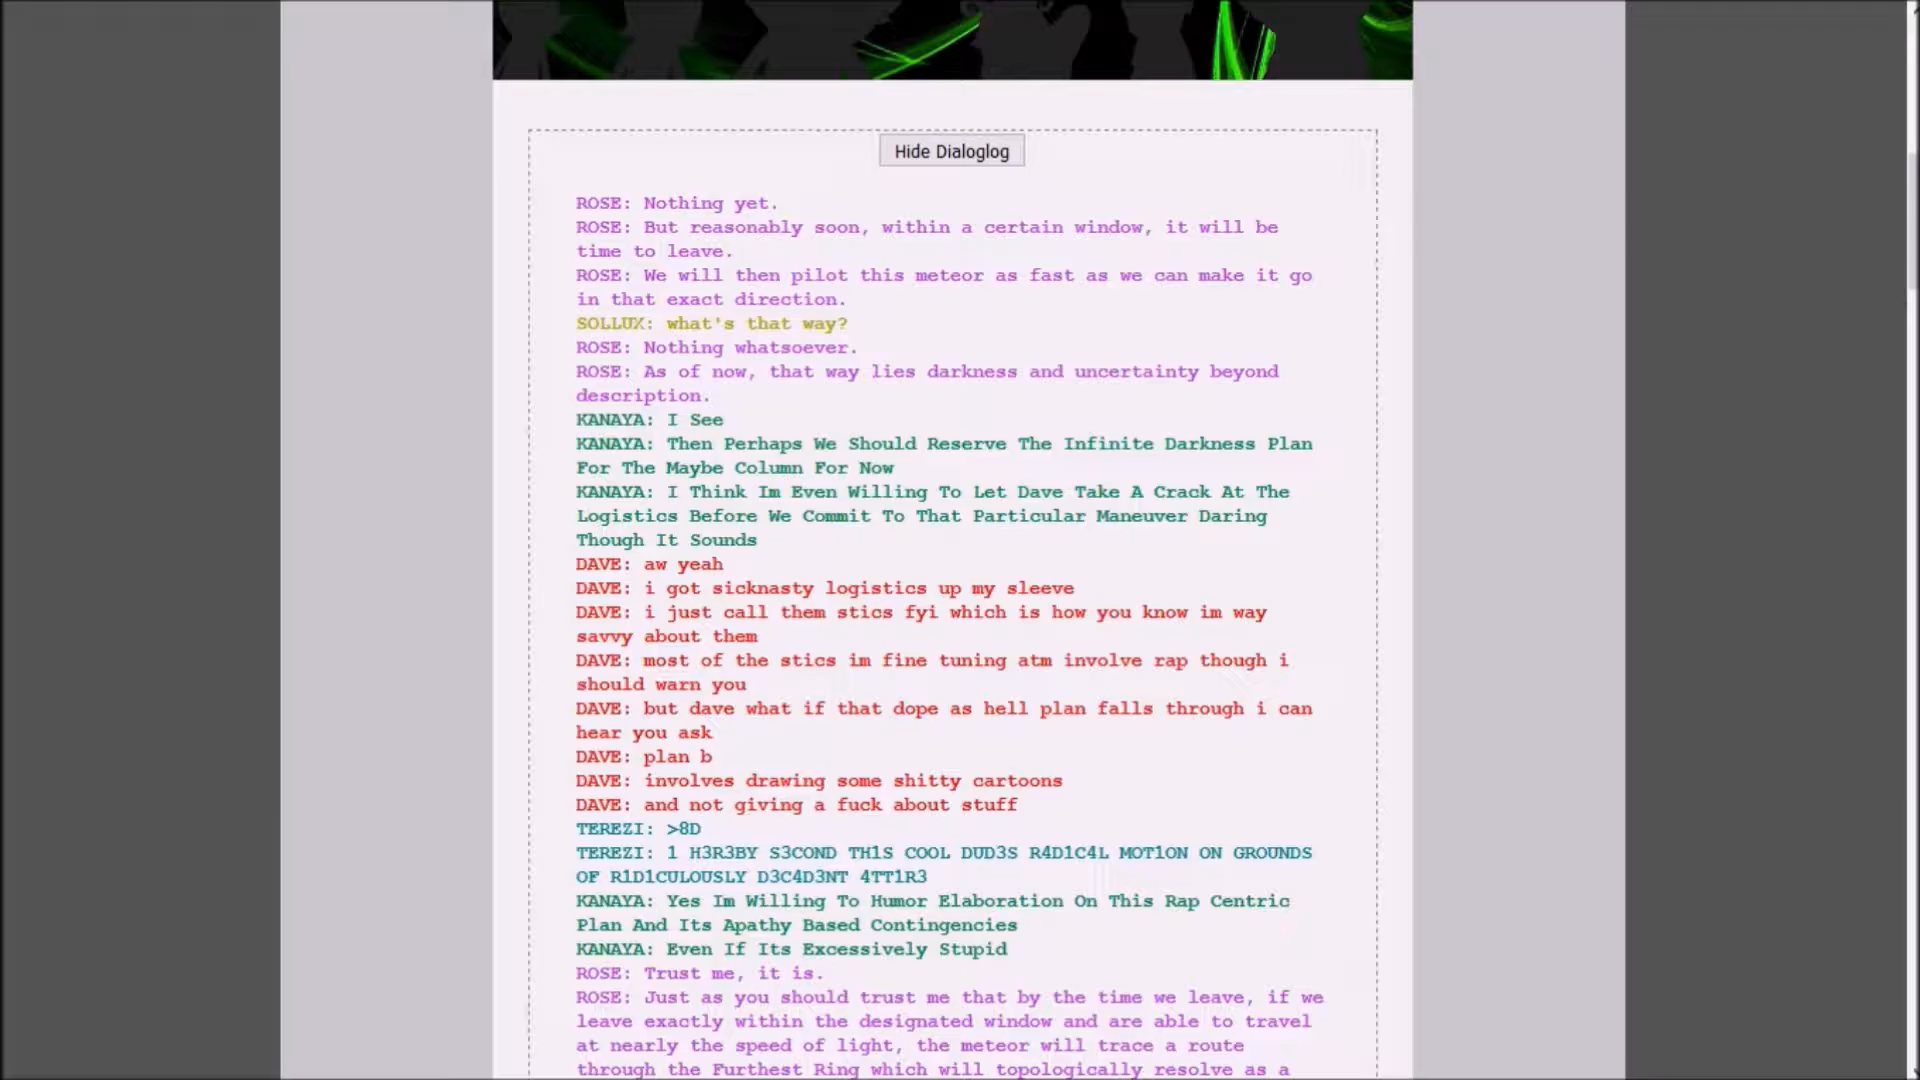 Hide Dialoglog
ROSE: Nothing yet.
ROSE: But reasonably soon, within a certain window, it will be
time to leave.
ROSE: We will then pilot this meteor as fast as we can make it go
in that exact direction.
SOLLUX: what's that way?
ROSE: Nothing whatsoever.
ROSE: As of now, that way lies darkness and uncertainty beyond
description.
KANAYA: I See
KANAYA: Then Perhaps We Should Reserve The Infinite Darkness Plan
For The Maybe Column For Now
KANAYA: I Think Im Even Willing To Let Dave Take A Crack At The
Logistics Before We Commit To That Particular Maneuver Daring
Though It Sounds
DAVE: aw yeah
DAVE: i got sicknasty logistics up my sleeve
DAVE: i just call them stics fyi which is how you know im way
savvy about them
DAVE: most of the stics im fine tuning atm involve rap though i
should warn you
DAVE: but dave what if that dope as hell plan falls through i can
hear you ask
DAVE: plan b
DAVE: involves drawing some shitty cartoons
DAVE: and not giving a fuck about stuff
TEREZI: >8D
TEREZI: 1 H3R3BY S3COND TH1S COOL DUD3S R4D1C4L MOT1ON ON GROUNDS
OF R1D1CULOUSLY D3C4D3NT 4TT1R3
KANAYA: Yes Im Willing To Humor Elaboration On This Rap Centric
Plan And Its Apathy Based Contingencies
KANAYA: Even If Its Excessively Stupid
ROSE: Trust me, it is.
ROSE: Just as you should trust me that by the time we leave, if we
leave exactly within the designated window and are able to travel
at nearly the speed of light, the meteor will trace a route
through the Furthest Ring which will topologically resolve as a